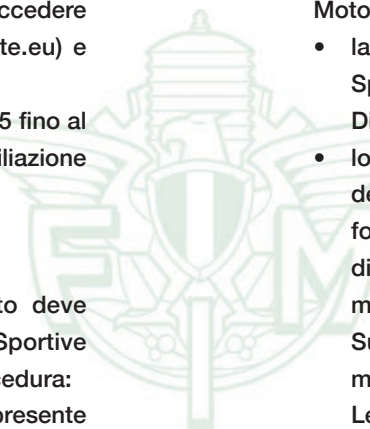 ccedere
te.eu) e
5 fino al
iliazione
to deve
Sportive
cedura:
presente
Moto
• la
Sp
Di
• lo
de
fo
di
m
Su
m
Le
F M